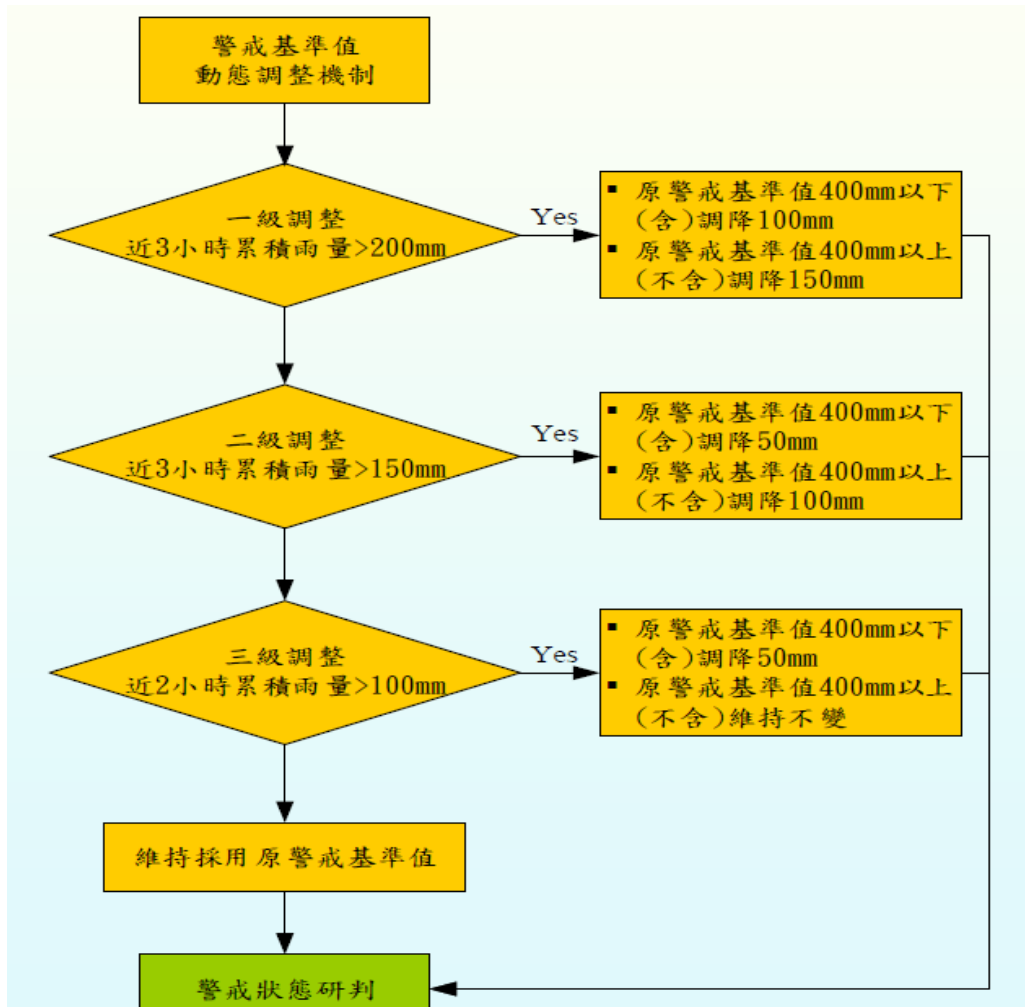 警戒基準值
動態調整機制
一級調整
近3小時累積雨量>200mm
Yes
▪ 原警戒基準值400mm以下
(含)調降100mm
▪ 原警戒基準值400mm以上
(不含)調降150mm
二級調整
近3小時累積雨量>150mm
Yes
▪ 原警戒基準值400mm以下
(含)調降50mm
▪ 原警戒基準值400mm以上
(不含)調降100mm
三級調整
近2小時累積雨量>100mm
Yes
▪ 原警戒基準值400mm以下
(含)調降50mm
▪ 原警戒基準值400mm以上
(不含)維持不變
維持採用原警戒基準值
警戒狀態研判